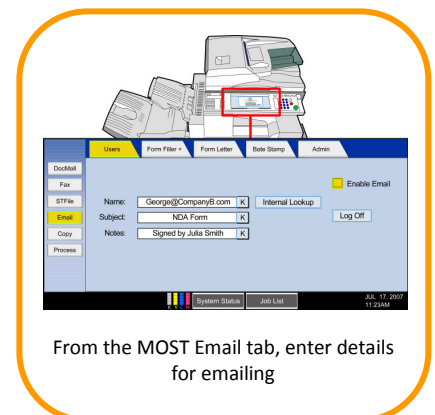 Users Form Filler + Form Letter Bate Stamp Admin
DocMall
Fax
STFile
Email
Copy
Process
Enable Email
Name: George@CompanyB.com K Internal Lookup
Subject: NDA Form K Log Off
Notes: Signed by Julia Smith K
System Status Job List
JUL 17, 2007
11:23AM
From the MOST Email tab, enter details
for emailing